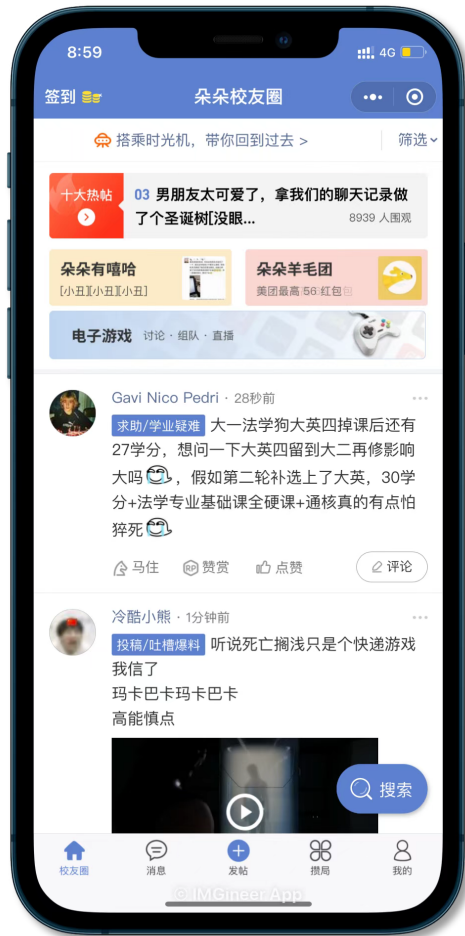 8:59
4G
签到
朵朵校友圈
搭乘时光机，带你回到过去 >
筛选
十大热帖
03 男朋友太可爱了，拿我们的聊天记录做
了个圣诞树[没眼...
8939 人围观
朵朵有嘻哈
[小丑][小丑][小丑]
朵朵羊毛团
美团最高56红包
电子游戏 讨论 · 组队 · 直播
Gavi Nico Pedri · 28秒前
求助/学业疑难 大一法学狗大英四掉课后还有
27学分，想问一下大英四留到大二再修影响
大吗，假如第二轮补选上了大英，30学
分+法学专业基础课全硬课+通核真的有点怕
猝死
马住
RP 赞赏
点赞
评论
冷酷小熊 · 1分钟前
投稿/吐槽爆料 听说死亡搁浅只是个快递游戏
我信了
玛卡巴卡玛卡巴卡
高能慎点
搜索
校友圈
消息
发帖
攒局
我的
© IMGineer App